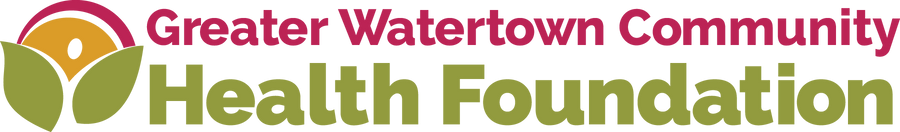 Greater Watertown Community
Health Foundation